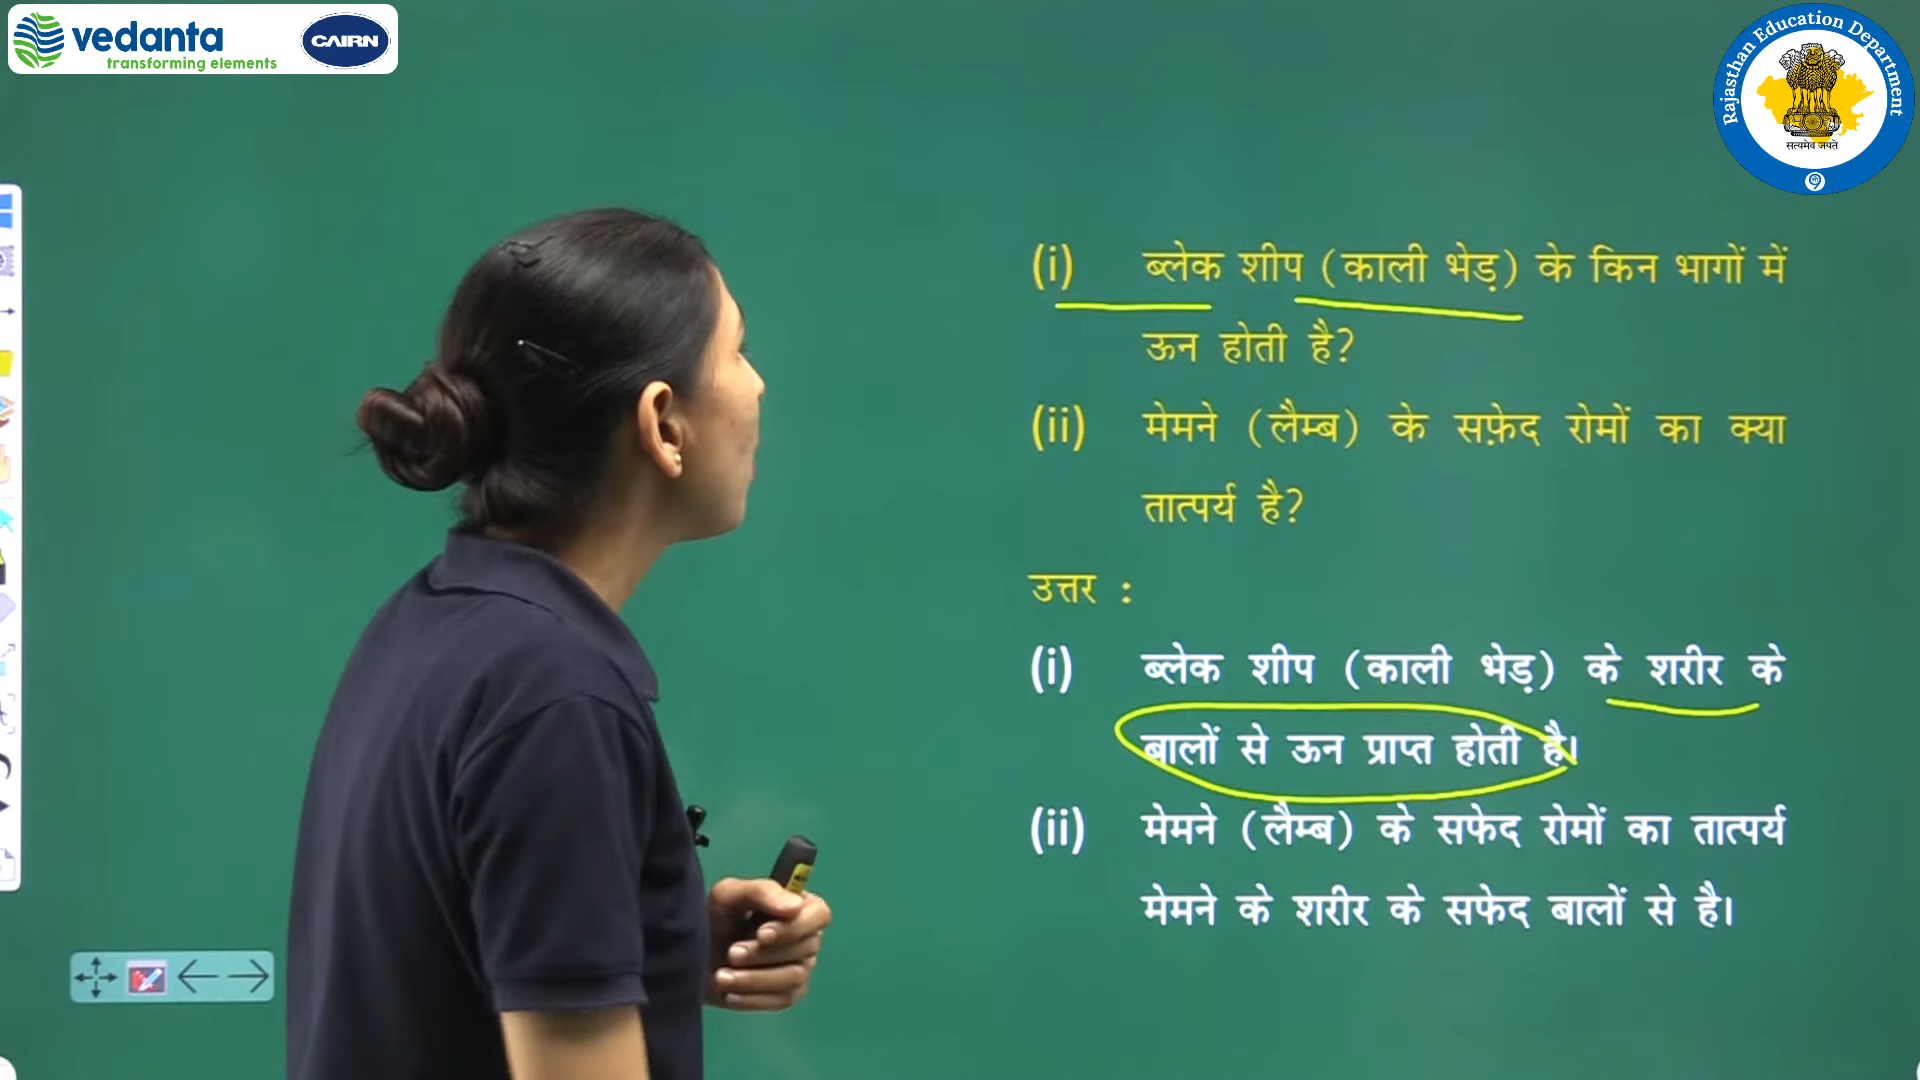 vedanta
transforming elements
CAIRN
Rajasthan Education Department
सत्यमेव जयते
(i) ब्लेक शीप (काली भेड़) के किन भागों में
ऊन होती है?
(ii) मेमने (लैम्ब) के सफ़ेद रोमों का क्या
तात्पर्य है?
उत्तर :
(i) ब्लेक शीप (काली भेड़) के शरीर के
बालों से ऊन प्राप्त होती है।
(ii) मेमने (लैम्ब) के सफेद रोमों का तात्पर्य
मेमने के शरीर के सफेद बालों से है।